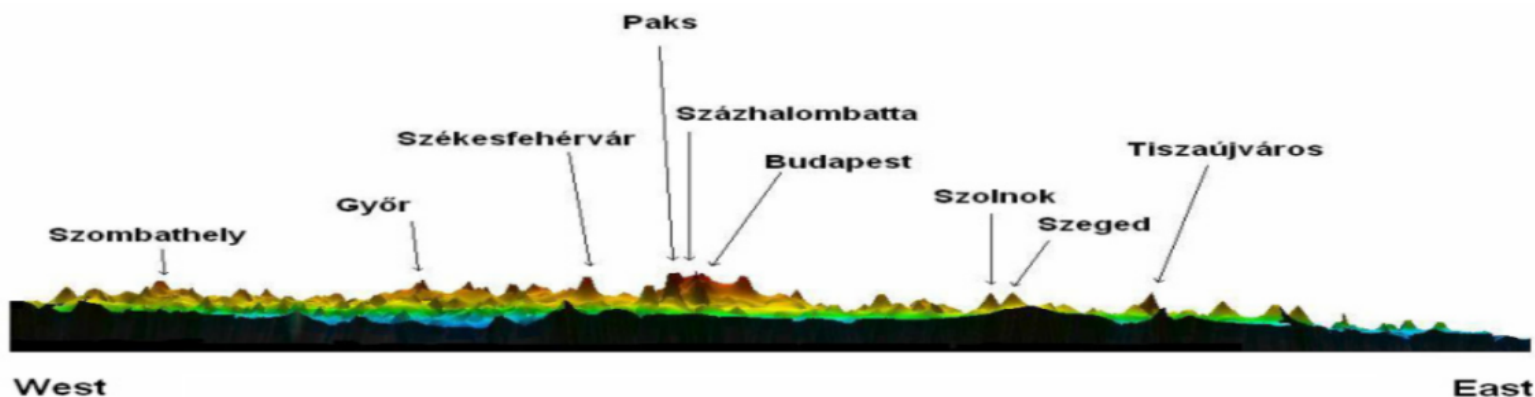 Paks
Százhalombatta
Székesfehérvár
Budapest
Tiszaújváros
Szolnok
Győr
Szeged
Szombathely
West
East